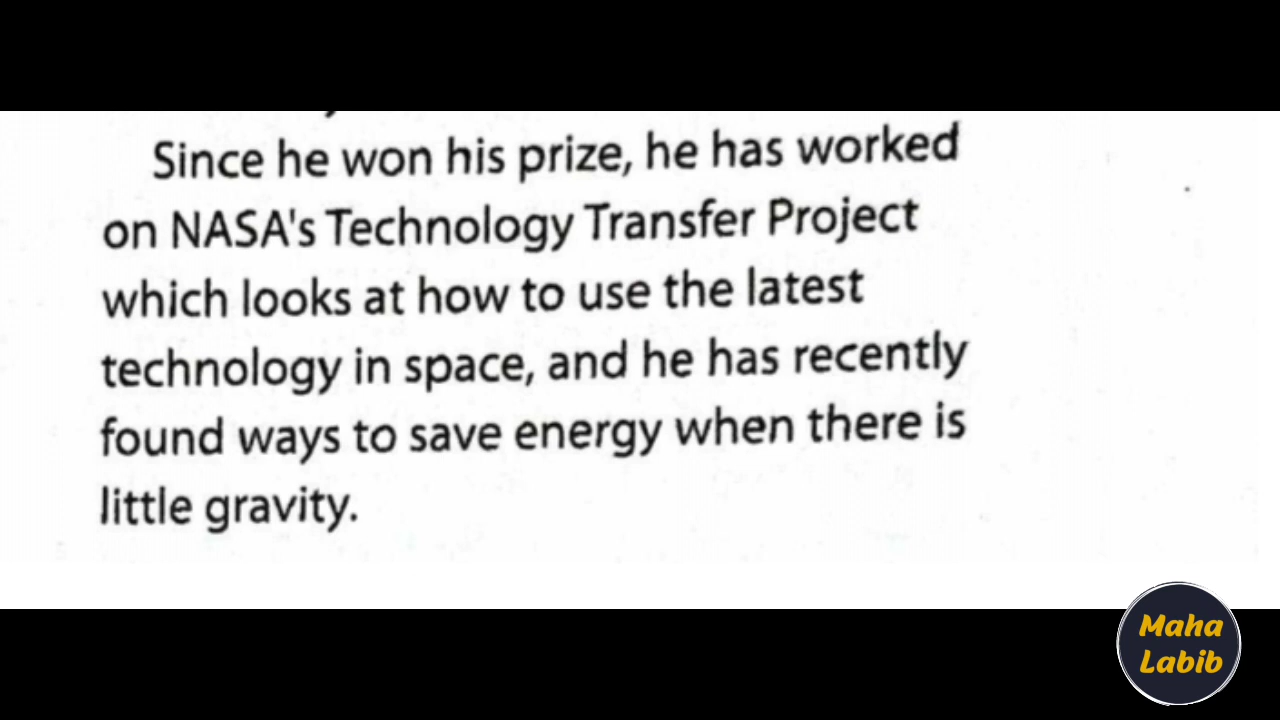 Since he won his prize, he has worked
on NASA's Technology Transfer Project
which looks at how to use the latest
technology in space, and he has recently
found ways to save energy when there is
little gravity.
Maha
Labib